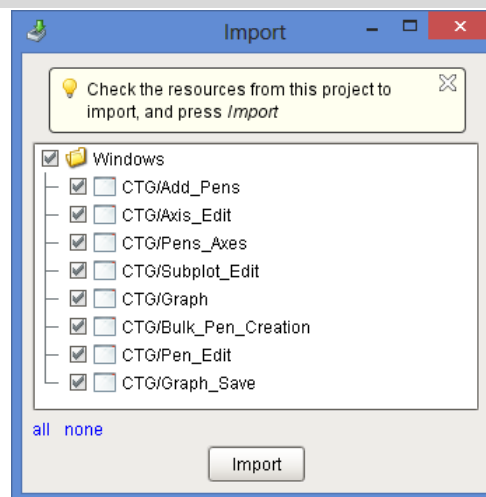 Import
Check the resources from this project to
import, and press Import
Windows
CTG/Add_Pens
CTG/Axis_Edit
CTG/Pens_Axes
CTG/Subplot_Edit
CTG/Graph
CTG/Bulk_Pen_Creation
CTG/Pen_Edit
CTG/Graph_Save
all none
Import